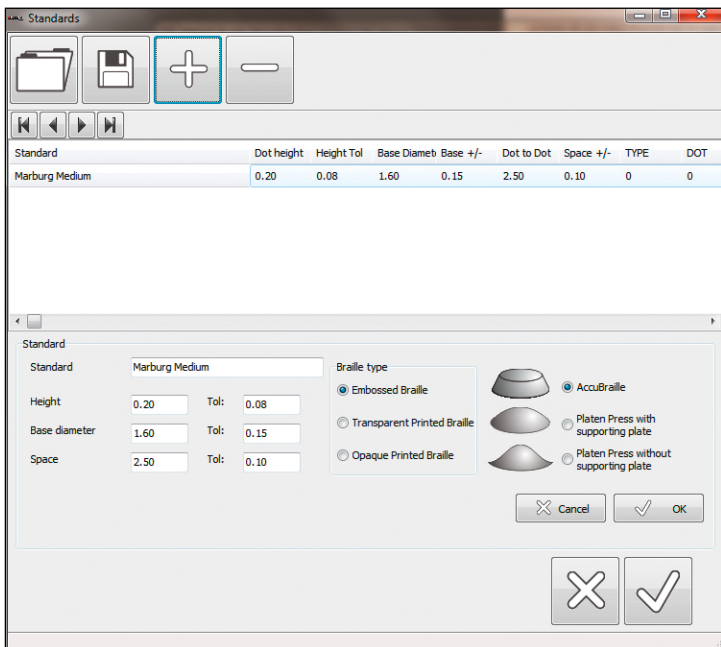 Standards
Standard Dot height Height Tol Base Diamet Base +/- Dot to Dot Space +/- TYPE DOT
Marburg Medium 0.20 0.08 1.60 0.15 2.50 0.10 0 0
Standard
Standard Marburg Medium
Height 0.20 Tol: 0.08
Base diameter 1.60 Tol: 0.15
Space 2.50 Tol: 0.10
Braille type
Embossed Braille
Transparent Printed Braille
Opaque Printed Braille
AccuBraille
Platen Press with
supporting plate
Platen Press without
supporting plate
Cancel OK